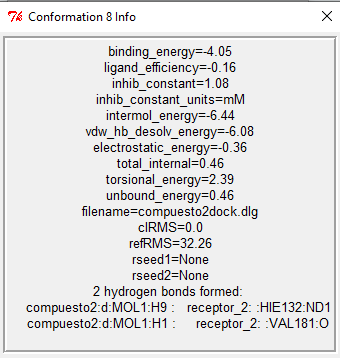 Conformation 8 Info
binding_energy=-4.05
ligand_efficiency=-0.16
inhib_constant=1.08
inhib_constant_units=mM
intermol_energy=-6.44
vdw_hb_desolv_energy=-6.08
electrostatic_energy=-0.36
total_internal=0.46
torsional_energy=2.39
unbound_energy=0.46
filename=compuesto2dock.dlg
clRMS=0.0
refRMS=32.26
rseed1=None
rseed2=None
2 hydrogen bonds formed:
compuesto2:d:MOL1:H9 : receptor_2: :HIE132:ND1
compuesto2:d:MOL1:H1 : receptor_2: :VAL181:O